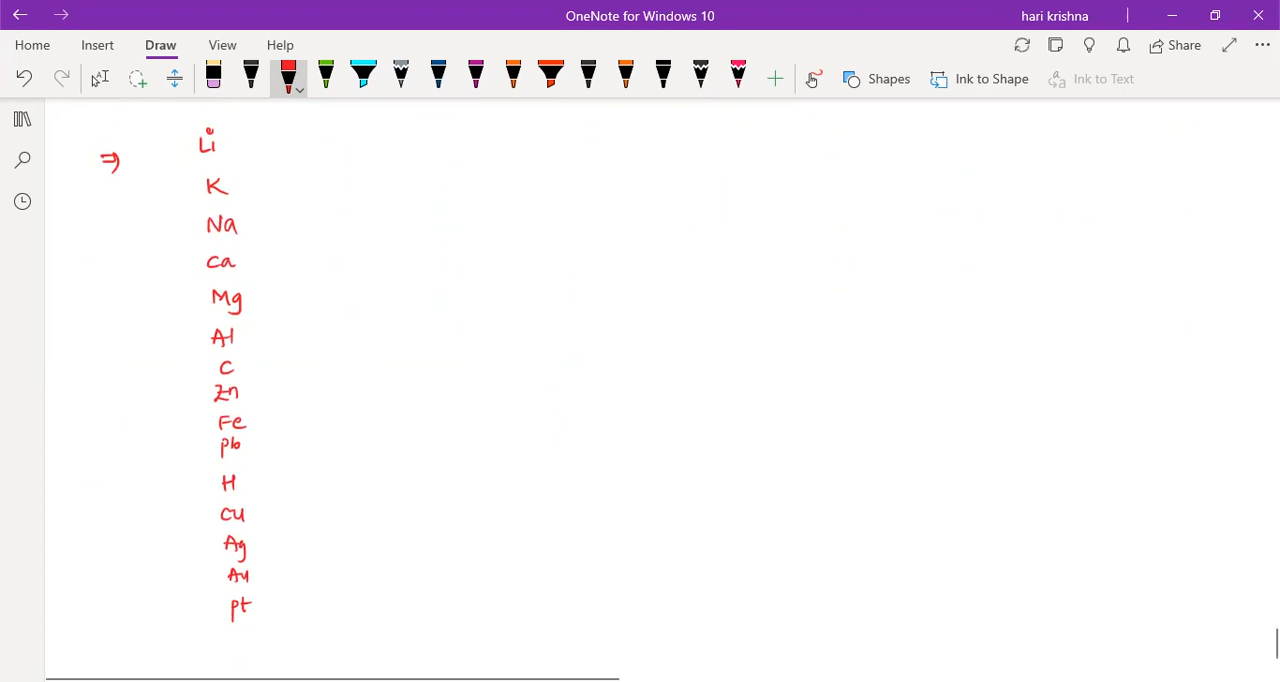 OneNote for Windows 10
hari krishna
Home Insert Draw View Help
Share
Shapes Ink to Shape Ink to Text
⇒ Li
K
Na
Ca
Mg
Al
C
Zn
Fe
Pb
H
Cu
Ag
Au
Pt